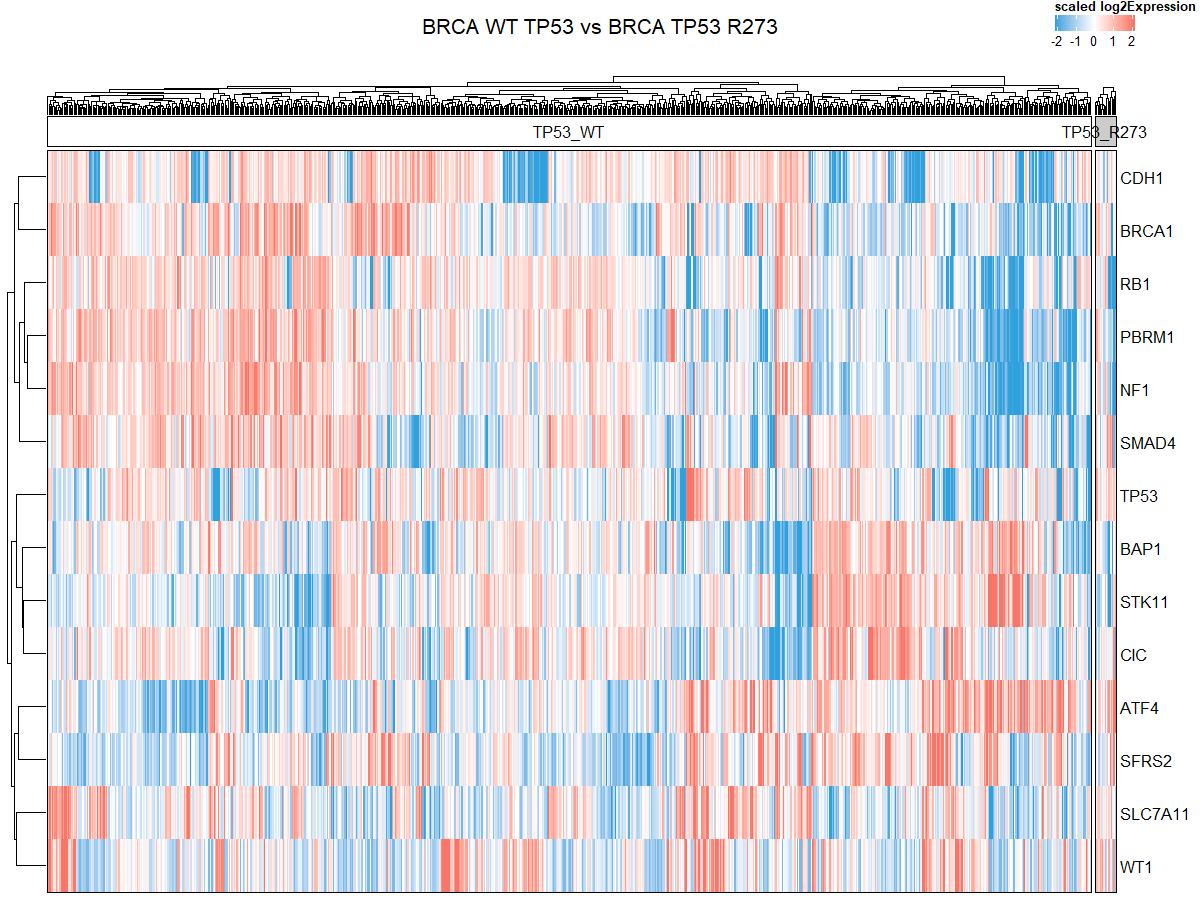 scaled log2Expression
BRCA WT TP53 vs BRCA TP53 R273
-2 -1 0 1 2
TP53_WT
TP53_R273
CDH1
BRCA1
RB1
PBRM1
NF1
SMAD4
TP53
BAP1
STK11
CIC
ATF4
SFRS2
SLC7A11
WT1